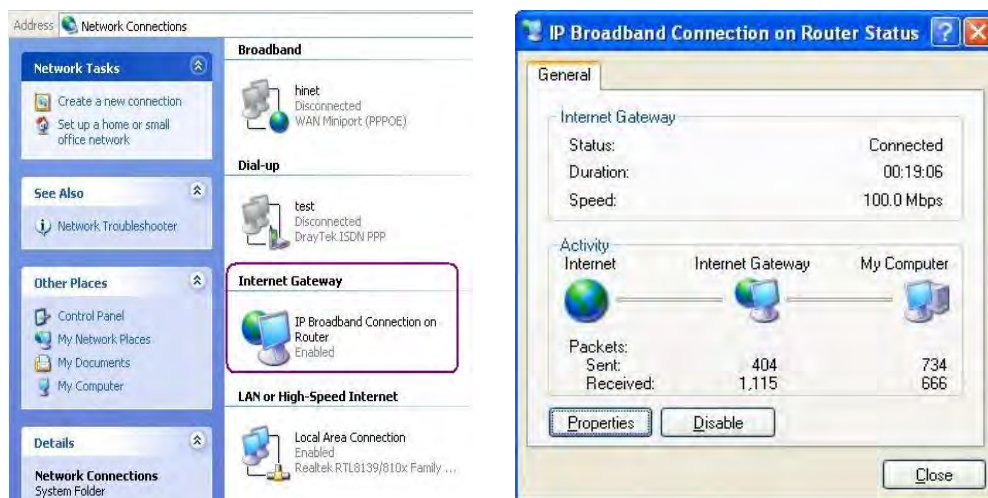 Address Network Connections
Network Tasks
Create a new connection
Set up a home or small
office network
See Also
Network Troubleshooter
Other Places
Control Panel
My Network Places
My Documents
My Computer
Details
Network Connections
System Folder
Broadband
hinet
Disconnected
WAN Miniport (PPPOE)
Dial-up
test
Disconnected
DrayTek ISDN PPP
Internet Gateway
IP Broadband Connection on
Router
Enabled
LAN or High-Speed Internet
Local Area Connection
Enabled
Realtek RTL8139/810x Family ...
IP Broadband Connection on Router Status
General
Internet Gateway
Status: Connected
Duration: 00:19:06
Speed: 100.0 Mbps
Activity
Internet Internet Gateway My Computer
Packets:
Sent: 404 734
Received: 1,115 666
Properties Disable
Close